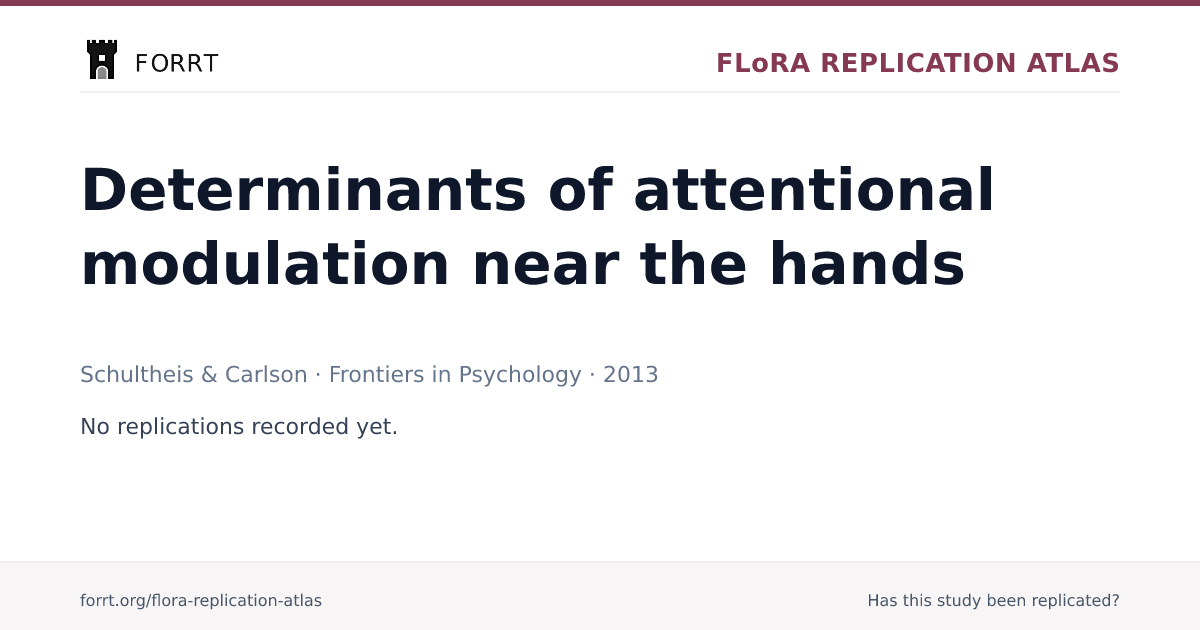 FORRT
FLoRA REPLICATION ATLAS
Determinants of attentional
modulation near the hands
Schultheis & Carlson · Frontiers in Psychology · 2013
No replications recorded yet.
forrt.org/flora-replication-atlas
Has this study been replicated?